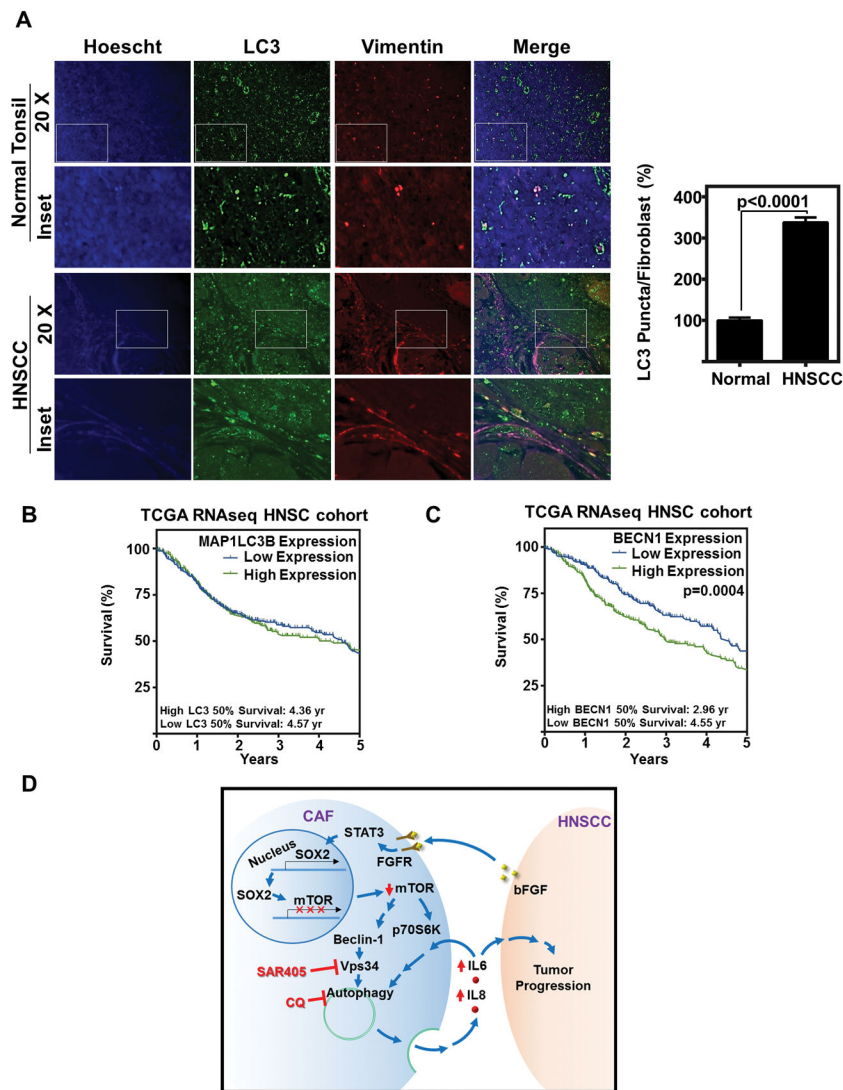 A
Hoescht LC3 Vimentin Merge
Normal Tonsil
20 X
Inset
HNSCC
20 X
Inset
LC3 Puncta/Fibroblast (%)
400
300
200
100
p<0.0001
Normal HNSCC
B
TCGA RNAseq HNSC cohort
MAP1LC3B Expression
Low Expression
High Expression
Survival (%)
100
75
50
25
High LC3 50% Survival: 4.36 yr
Low LC3 50% Survival: 4.57 yr
0 1 2 3 4 5
Years
C
TCGA RNAseq HNSC cohort
BECN1 Expression
Low Expression
High Expression
p=0.0004
Survival (%)
100
75
50
25
High BECN1 50% Survival: 2.96 yr
Low BECN1 50% Survival: 4.55 yr
0 1 2 3 4 5
Years
D
CAF
HNSCC
STAT3
Nucleus
SOX2
FGFR
bFGF
SOX2
mTOR
mTOR
p70S6K
Beclin-1
SAR405
Vps34
IL6
CQ
Autophagy
IL8
Tumor
Progression